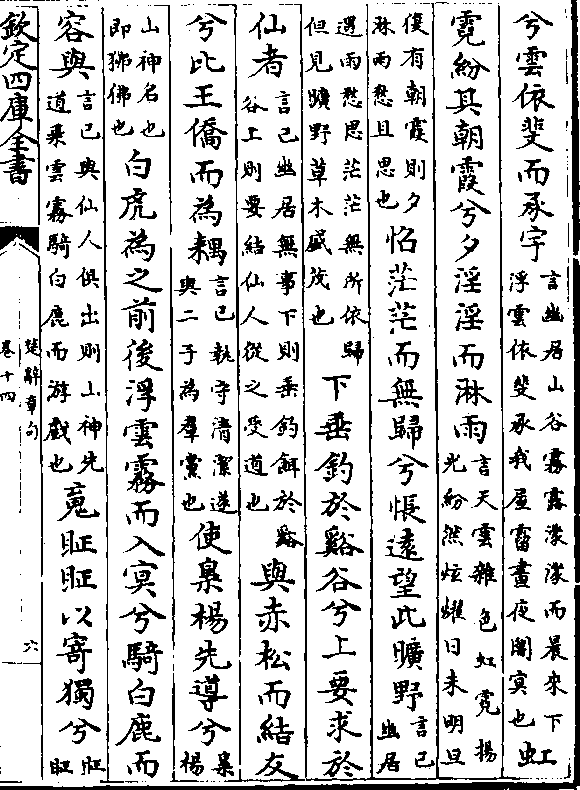 兮雲依斐而承宇
言幽居山谷霧露濛濛而晨來下
浮雲依斐承我屋霤晝夜闇冥也
虹
霓紛其朝霞兮夕淫淫而淋雨
言天雲雜色虹霓揚
光紛然炫燿日未明旦
復有朝霞則夕
淋雨愁且思也
怊茫茫而無歸兮悵遠望此曠野
言己
幽居
遇雨愁思茫茫無所依歸
但見曠野草木盛茂也
下垂釣於谿谷兮上要求於
仙者
言己幽居無事下則垂釣餌於谿
谷上則要結仙人從之受道也
與赤松而結友
兮比王僑而為耦
言己執守清潔遂
與二子為羣黨也
使梟楊先導兮
梟
楊
山神名也
即狒佛也
白虎為之前後浮雲霧而入冥兮騎白鹿而
容與
言己與仙人俱出則山神先
道乘雲霧騎白鹿而游戲也
䰟眐眐以寄獨兮
眐
眐
欽定四庫全書
楚辭章句
卷十四
六